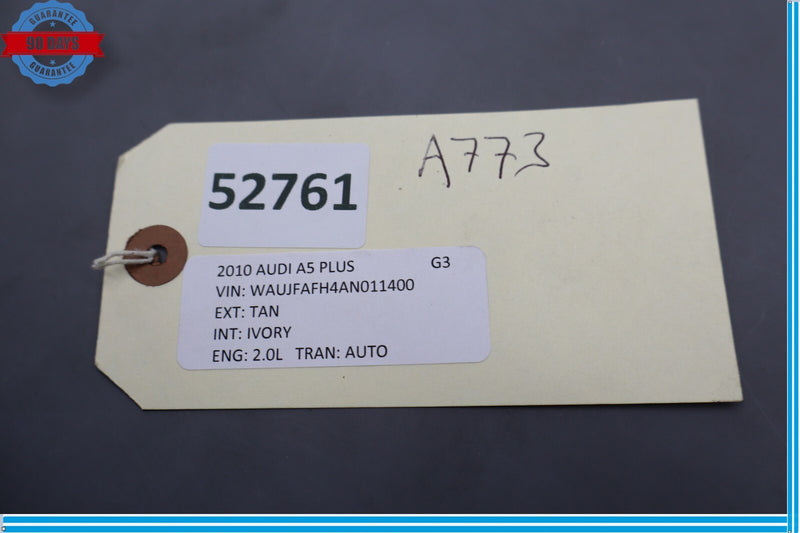 GUARANTEE
90 DAYS
GUARANTEE
A773
52761
2010 AUDI A5 PLUS G3
VIN: WAUJFAFH4AN011400
EXT: TAN
INT: IVORY
ENG: 2.0L TRAN: AUTO